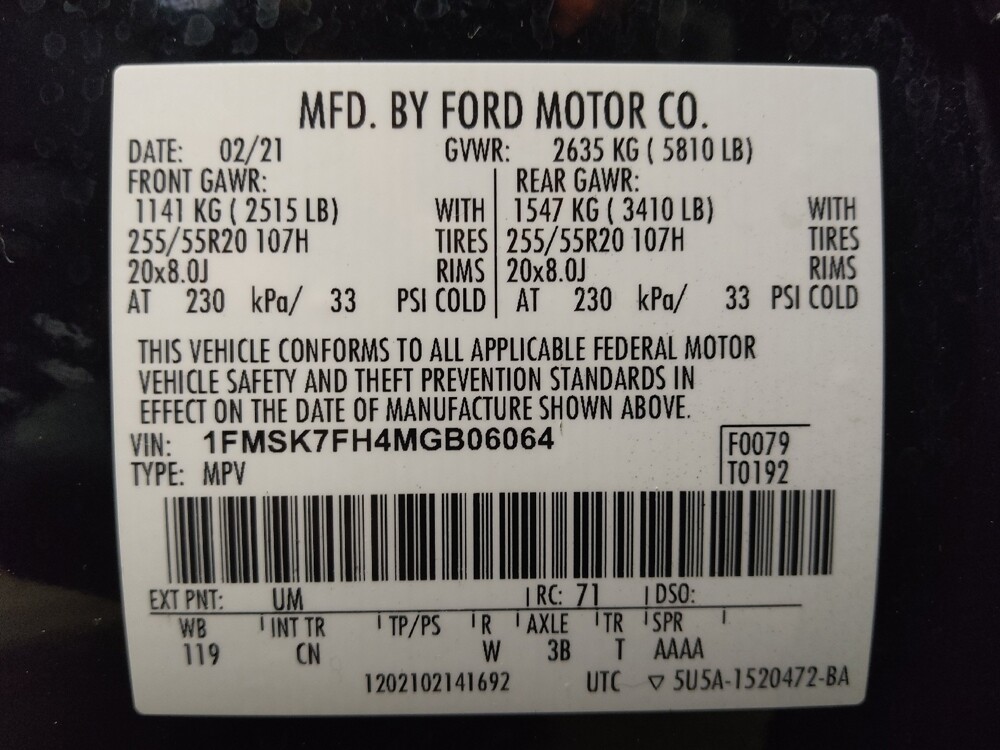 MFD. BY FORD MOTOR CO.
DATE: 02/21 GVWR: 2635 KG ( 5810 LB)
FRONT GAWR: REAR GAWR:
1141 KG ( 2515 LB) WITH 1547 KG ( 3410 LB) WITH
255/55R20 107H TIRES 255/55R20 107H TIRES
20x8.0J RIMS 20x8.0J RIMS
AT 230 kPa/ 33 PSI COLD AT 230 kPa/ 33 PSI COLD
THIS VEHICLE CONFORMS TO ALL APPLICABLE FEDERAL MOTOR
VEHICLE SAFETY AND THEFT PREVENTION STANDARDS IN
EFFECT ON THE DATE OF MANUFACTURE SHOWN ABOVE.
VIN: 1FMSK7FH4MGB06064 F0079
TYPE: MPV T0192
EXT PNT: UM RC: 71 DSO:
WB INT TR TP/PS R AXLE TR SPR
119 CN W 3B T AAAA
1202102141692 UTC ▽ 5U5A-1520472-BA